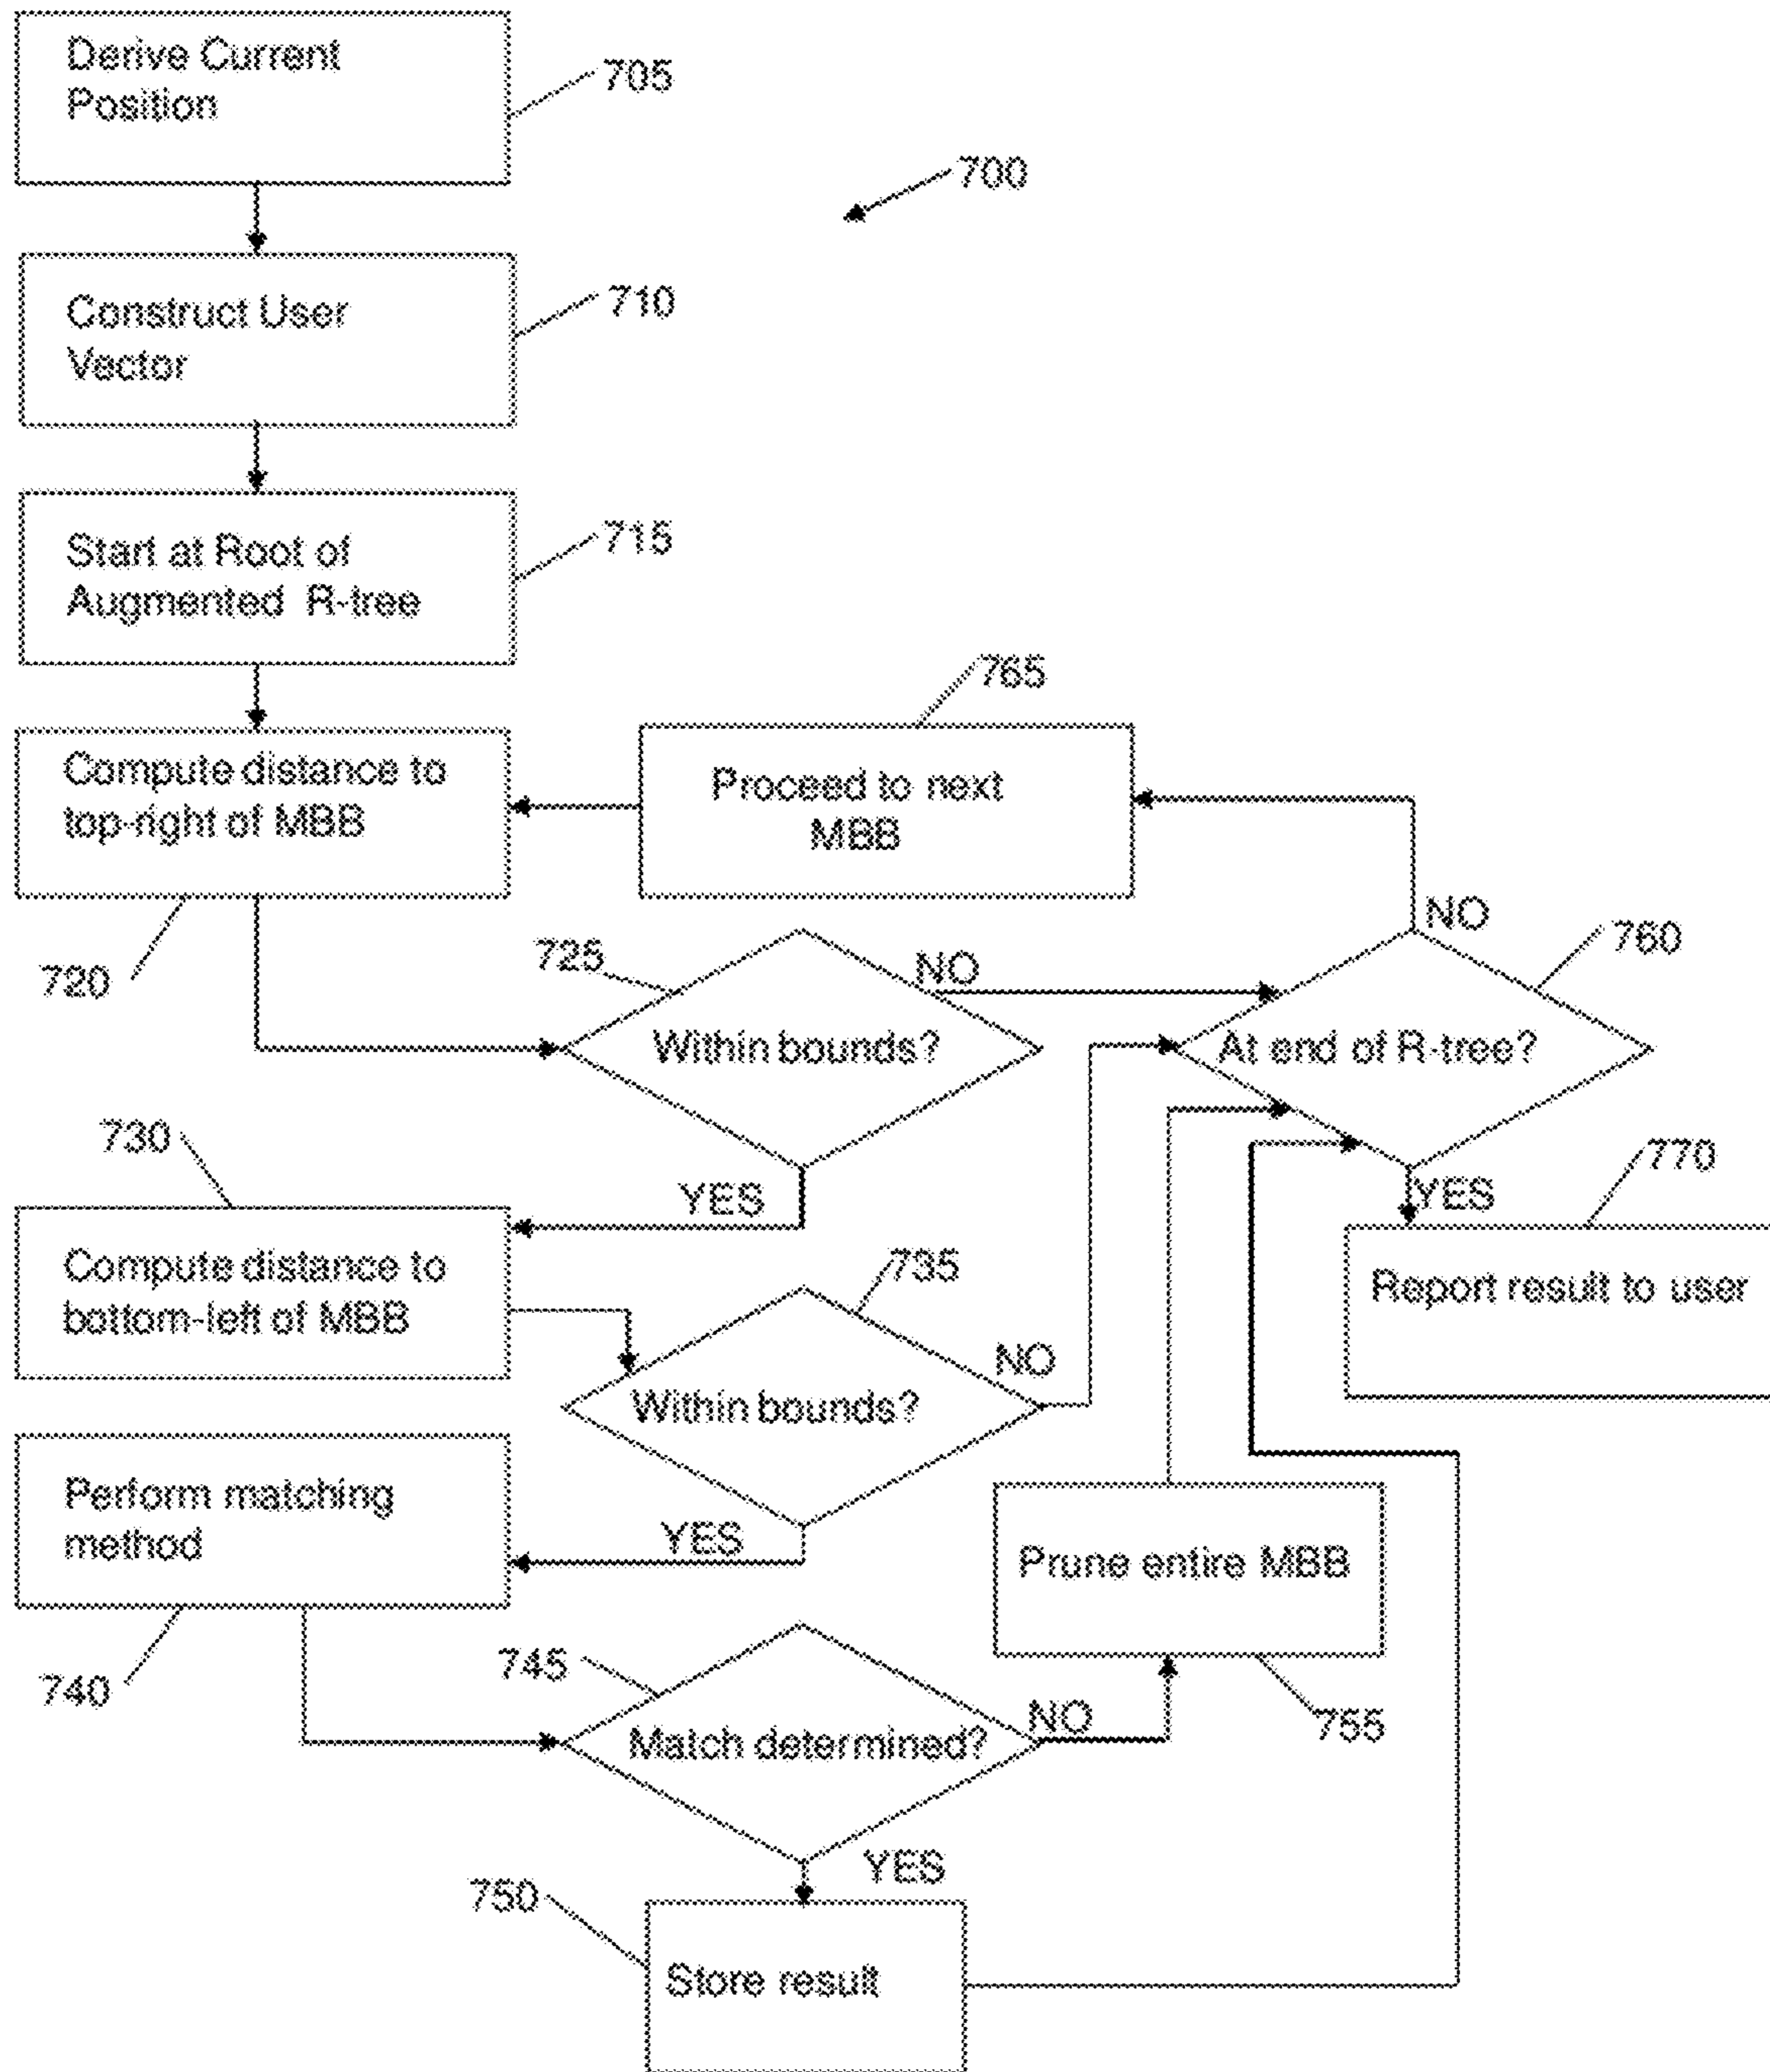 Derive Current
Position
705
700
Construct User
Vector
710
Start at Root of
Augmented R-tree
715
765
Compute distance to
top-right of MBB
Proceed to next
MBB
720
725
NO
NO
760
Within bounds?
At end of R-tree?
730
YES
770
YES
Compute distance to
bottom-left of MBB
735
Report result to user
NO
Within bounds?
Perform matching
method
YES
Prune entire MBB
740
745
NO
755
Match determined?
YES
750
Store result